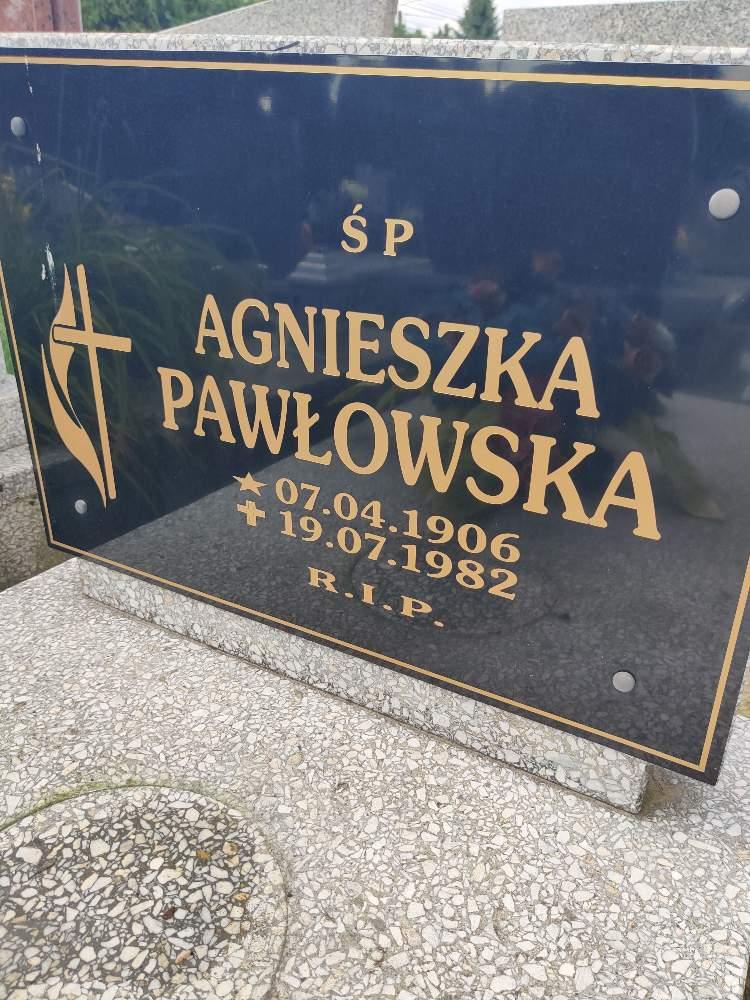 Ś P
AGNIESZKA
PAWŁOWSKA
★ 07.04.1906
✝ 19.07.1982
R.I.P.